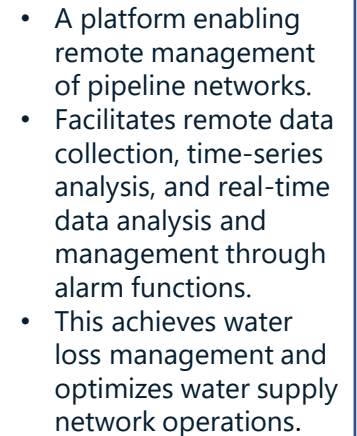 • A platform enabling
remote management
of pipeline networks.
• Facilitates remote data
collection, time-series
analysis, and real-time
data analysis and
management through
alarm functions.
• This achieves water
loss management and
optimizes water supply
network operations.